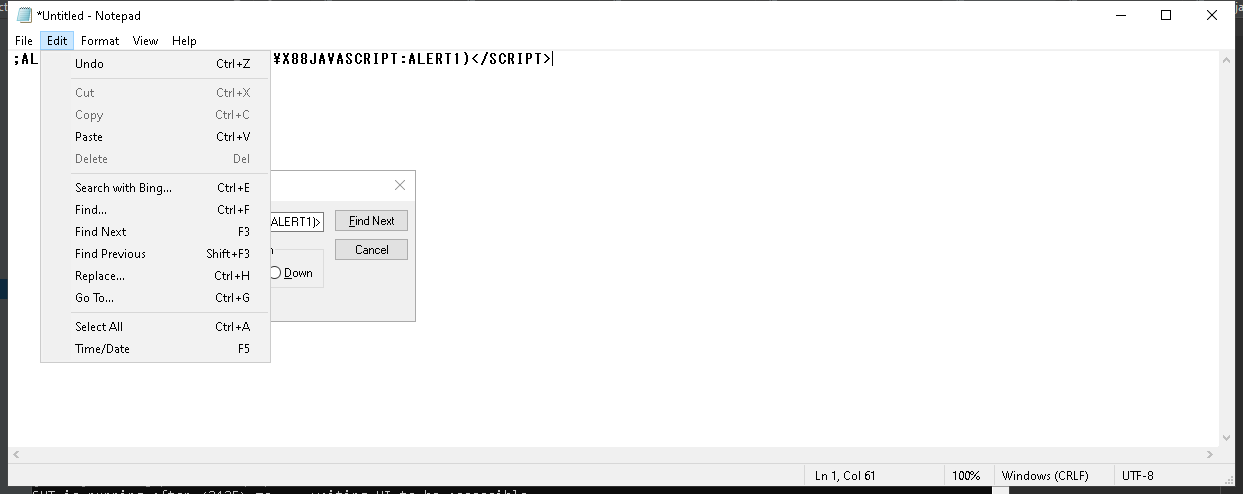 *Untitled - Notepad
File Edit Format View Help
;AL ¥X88JAVASCRIPT:ALERT1)</SCRIPT>
Undo Ctrl+Z
Cut Ctrl+X
Copy Ctrl+C
Paste Ctrl+V
Delete Del
Search with Bing... Ctrl+E
Find... Ctrl+F
Find Next F3
Find Previous Shift+F3
Replace... Ctrl+H
Go To... Ctrl+G
Select All Ctrl+A
Time/Date F5
ALERT1)> Find Next
Cancel
Down
Ln 1, Col 61 100% Windows (CRLF) UTF-8